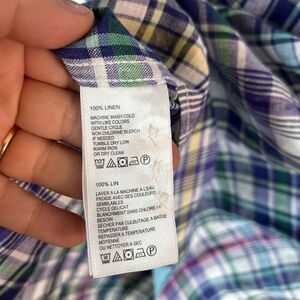 100% LINEN
MACHINE WASH COLD
WITH LIKE COLORS
GENTLE CYCLE
NON CHLORINE BLEACH
IF NEEDED
TUMBLE DRY LOW
WARM IRON
OR DRY CLEAN
100% LIN
LAVER A LA MACHINE A L'EAU
FROIDE AVEC DES COULEURS
SEMBLABLES
CYCLE DELICAT
BLANCHIMENT SANS CHLORE
BESOIN
SECHER PAR CULBUTAGE A BASSE
TEMPERATURE
REPASSER A TEMPERATURE
MOYENNE
OU NETTOYER A SEC